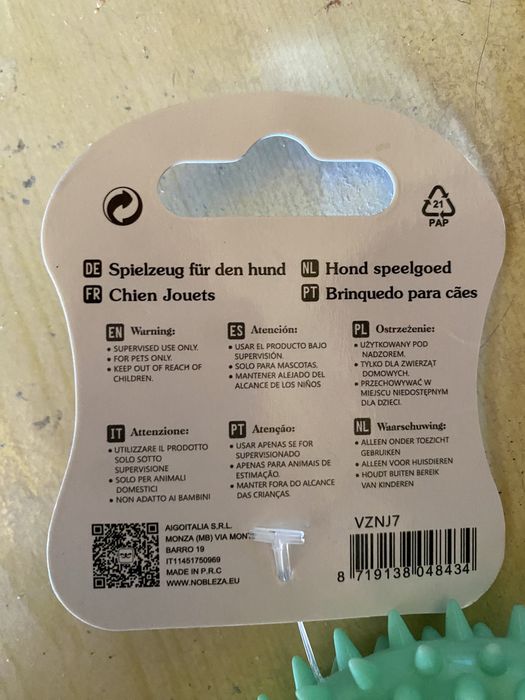 21
PAP
DE Spielzeug für den hund
NL Hond speelgoed
FR Chien Jouets
PT Brinquedo para cães
EN Warning:
• SUPERVISED USE ONLY.
• FOR PETS ONLY.
• KEEP OUT OF REACH OF
CHILDREN.
ES Atención:
• USAR EL PRODUCTO BAJO
SUPERVISIÓN.
• SOLO PARA MASCOTAS.
• MANTENER ALEJADO DEL
ALCANCE DE LOS NIÑOS
PL Ostrzeżenie:
• UŻYTKOWANY POD
NADZOREM.
• TYLKO DLA ZWIERZĄT
DOMOWYCH.
• PRZECHOWYWAĆ W
MIEJSCU NIEDOSTĘPNYM
DLA DZIECI.
IT Attenzione:
• UTILIZZARE IL PRODOTTO
SOLO SOTTO
SUPERVISIONE
• SOLO PER ANIMALI
DOMESTICI
• NON ADATTO AI BAMBINI
PT Atenção:
• USAR APENAS SE FOR
SUPERVISIONADO
• APENAS PARA ANIMAIS DE
ESTIMAÇÃO.
• MANTER FORA DO ALCANCE
DAS CRIANÇAS.
NL Waarschuwing:
• ALLEEN ONDER TOEZICHT
GEBRUIKEN
• ALLEEN VOOR HUISDIEREN
• HOUDT BUITEN BEREIK
VAN KINDEREN
AIGOITALIA S.R.L.
MONZA (MB) VIA
BARRO 19
IT11451750969
MADE IN P.R.C
WWW.NOBLEZA.EU
VZNJ7
8 719138 048434